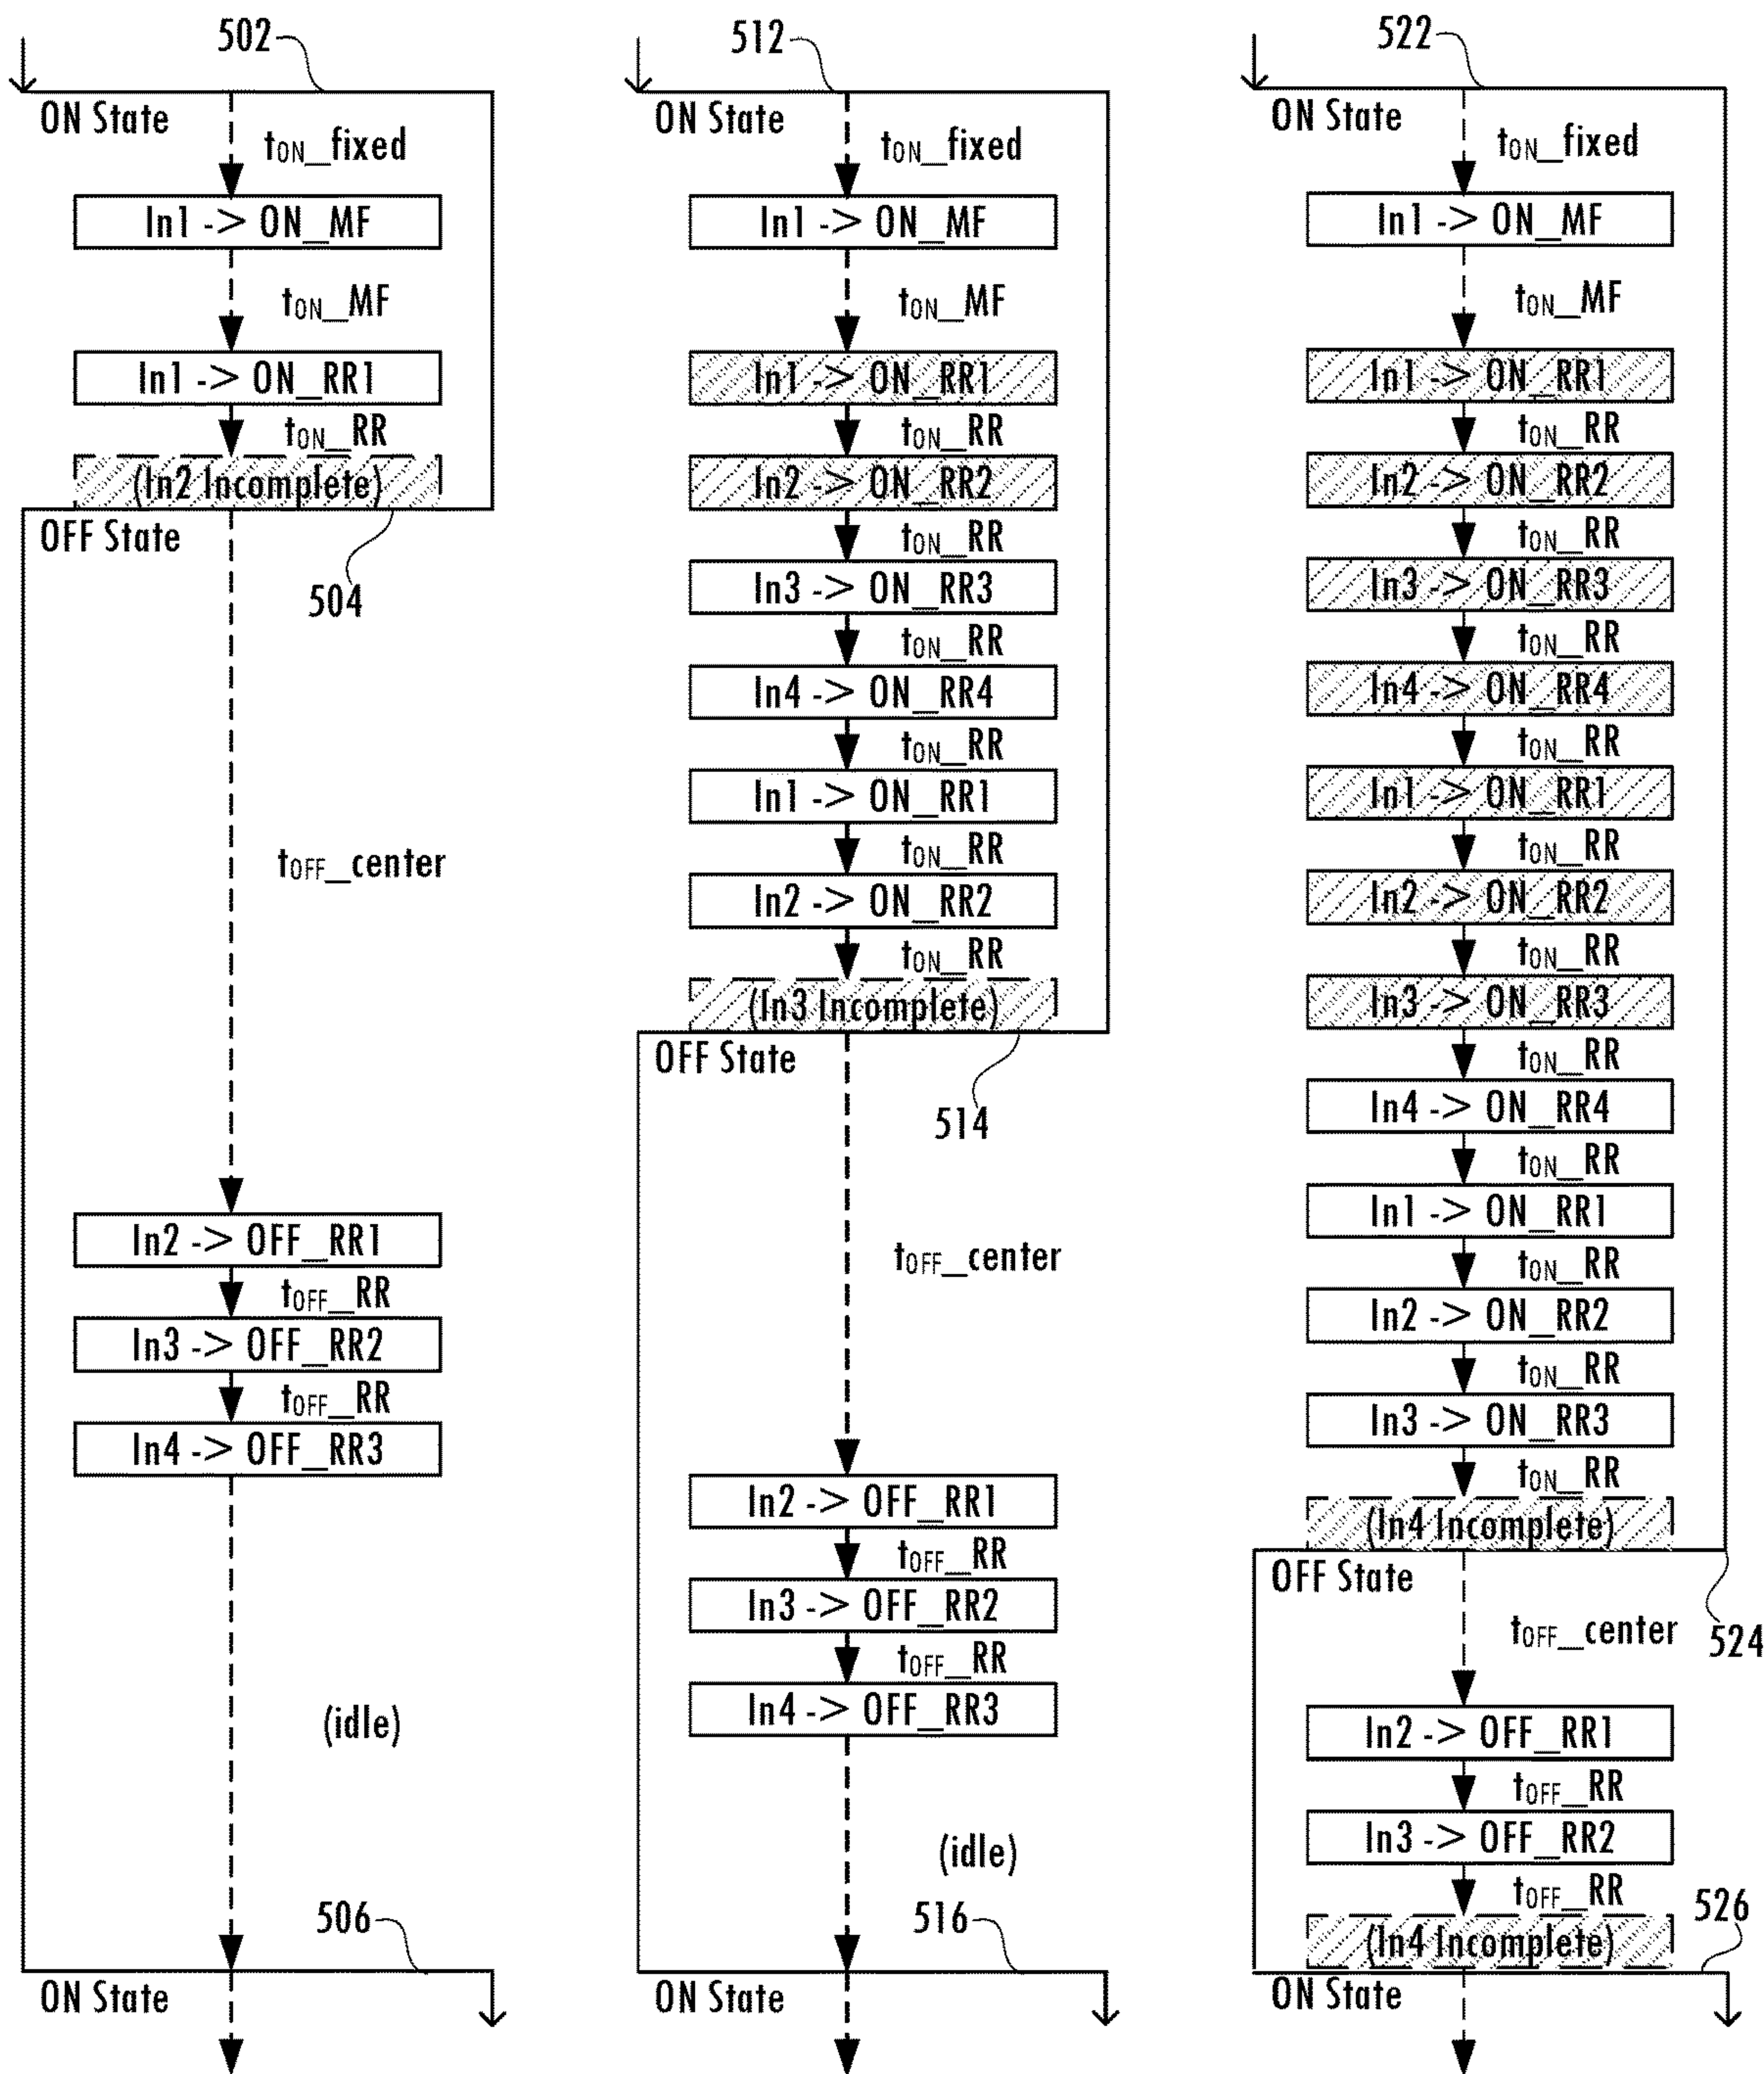 502
ON State
tON_fixed
In1 -> ON_MF
tON_MF
In1 -> ON_RR1
tON_RR
(In2 Incomplete)
OFF State
504
tOFF_center
In2 -> OFF_RR1
tOFF_RR
In3 -> OFF_RR2
tOFF_RR
In4 -> OFF_RR3
(idle)
506
ON State
512
ON State
tON_fixed
In1 -> ON_MF
tON_MF
In1 -> ON_RR1
tON_RR
In2 -> ON_RR2
tON_RR
In3 -> ON_RR3
tON_RR
In4 -> ON_RR4
tON_RR
In1 -> ON_RR1
tON_RR
In2 -> ON_RR2
tON_RR
(In3 Incomplete)
OFF State
514
tOFF_center
In2 -> OFF_RR1
tOFF_RR
In3 -> OFF_RR2
tOFF_RR
In4 -> OFF_RR3
(idle)
516
ON State
522
ON State
tON_fixed
In1 -> ON_MF
tON_MF
In1 -> ON_RR1
tON_RR
In2 -> ON_RR2
tON_RR
In3 -> ON_RR3
tON_RR
In4 -> ON_RR4
tON_RR
In1 -> ON_RR1
tON_RR
In2 -> ON_RR2
tON_RR
In3 -> ON_RR3
tON_RR
In4 -> ON_RR4
tON_RR
In1 -> ON_RR1
tON_RR
In2 -> ON_RR2
tON_RR
In3 -> ON_RR3
tON_RR
(In4 Incomplete)
OFF State
tOFF_center
524
In2 -> OFF_RR1
tOFF_RR
In3 -> OFF_RR2
tOFF_RR
526
(In4 Incomplete)
ON State